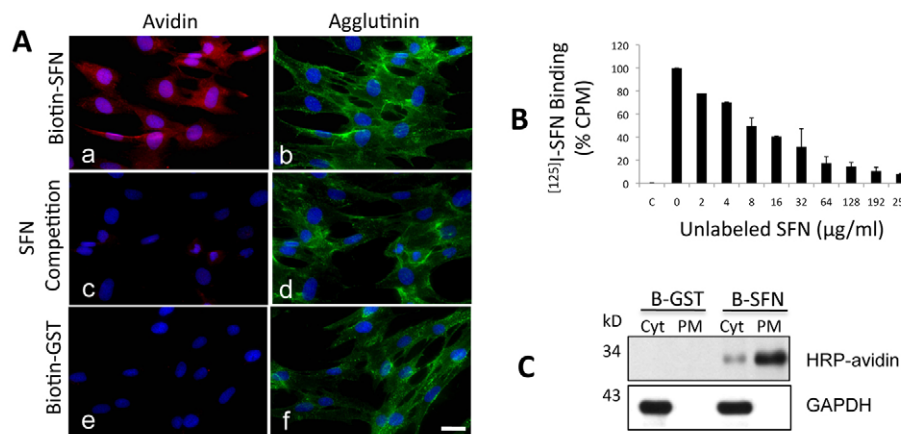 A
Avidin
Agglutinin
Biotin-SFN
a
b
SFN
Competition
c
d
Biotin-GST
e
f
B
[125]I-SFN Binding
(% CPM)
120
100
80
60
40
20
0
C 0 2 4 8 16 32 64 128 192 25
Unlabeled SFN (µg/ml)
C
B-GST B-SFN
kD Cyt PM Cyt PM
34 HRP-avidin
43 GAPDH